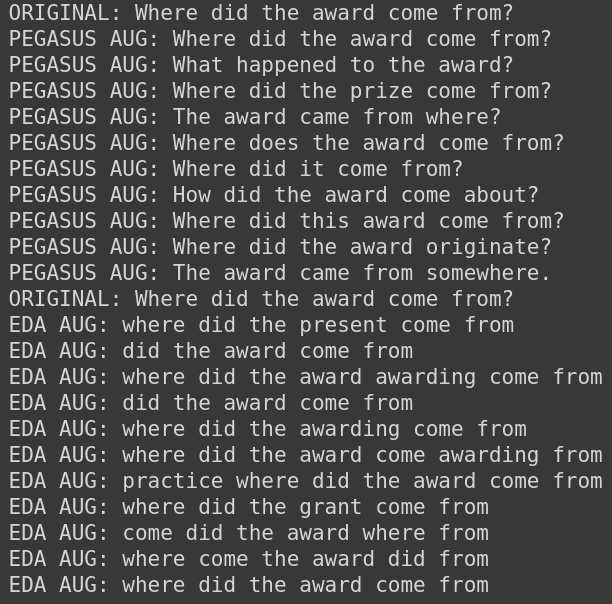 ORIGINAL: Where did the award come from?
PEGASUS AUG: Where did the award come from?
PEGASUS AUG: What happened to the award?
PEGASUS AUG: Where did the prize come from?
PEGASUS AUG: The award came from where?
PEGASUS AUG: Where does the award come from?
PEGASUS AUG: Where did it come from?
PEGASUS AUG: How did the award come about?
PEGASUS AUG: Where did this award come from?
PEGASUS AUG: Where did the award originate?
PEGASUS AUG: The award came from somewhere.
ORIGINAL: Where did the award come from?
EDA AUG: where did the present come from
EDA AUG: did the award come from
EDA AUG: where did the award awarding come from
EDA AUG: did the award come from
EDA AUG: where did the awarding come from
EDA AUG: where did the award come awarding from
EDA AUG: practice where did the award come from
EDA AUG: where did the grant come from
EDA AUG: come did the award where from
EDA AUG: where come the award did from
EDA AUG: where did the award come from